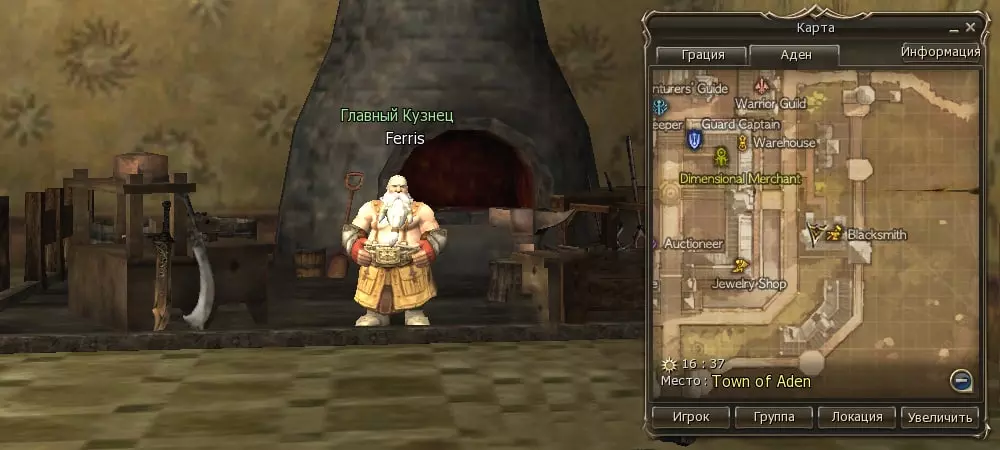 Главный Кузнец
Ferris
Карта
Грация
Аден
Информация
nturers' Guide
Warrior Guild
eeper
Guard Captain
Warehouse
Dimensional Merchant
Auctioneer
Blacksmith
e
Jewelry Shop
16 : 37
Место : Town of Aden
Игрок
Группа
Локация
Увеличить